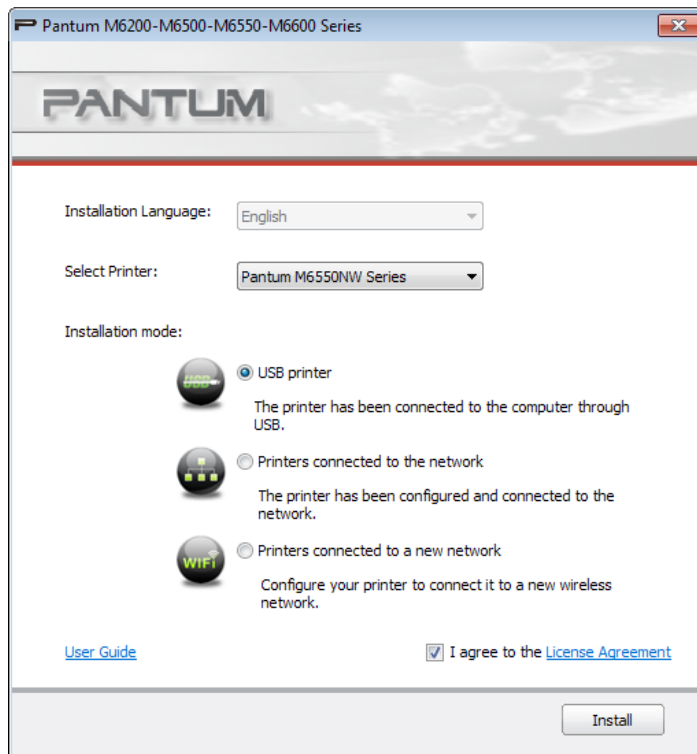 Pantum M6200-M6500-M6550-M6600 Series
PANTUM
Installation Language:
English
Select Printer:
Pantum M6550NW Series
Installation mode:
USB
USB printer
The printer has been connected to the computer through
USB.
Printers connected to the network
The printer has been configured and connected to the
network.
WiFi
Printers connected to a new network
Configure your printer to connect it to a new wireless
network.
User Guide
I agree to the License Agreement
Install